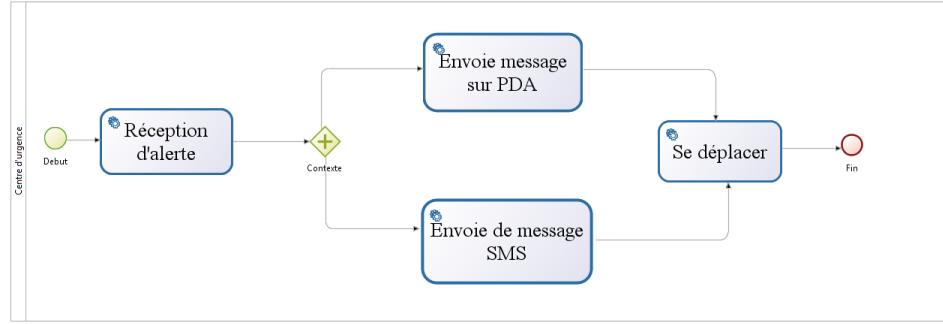 Centre d'urgence
Debut
Réception
d'alerte
Contexte
Envoie message
sur PDA
Envoie de message
SMS
Se déplacer
Fin